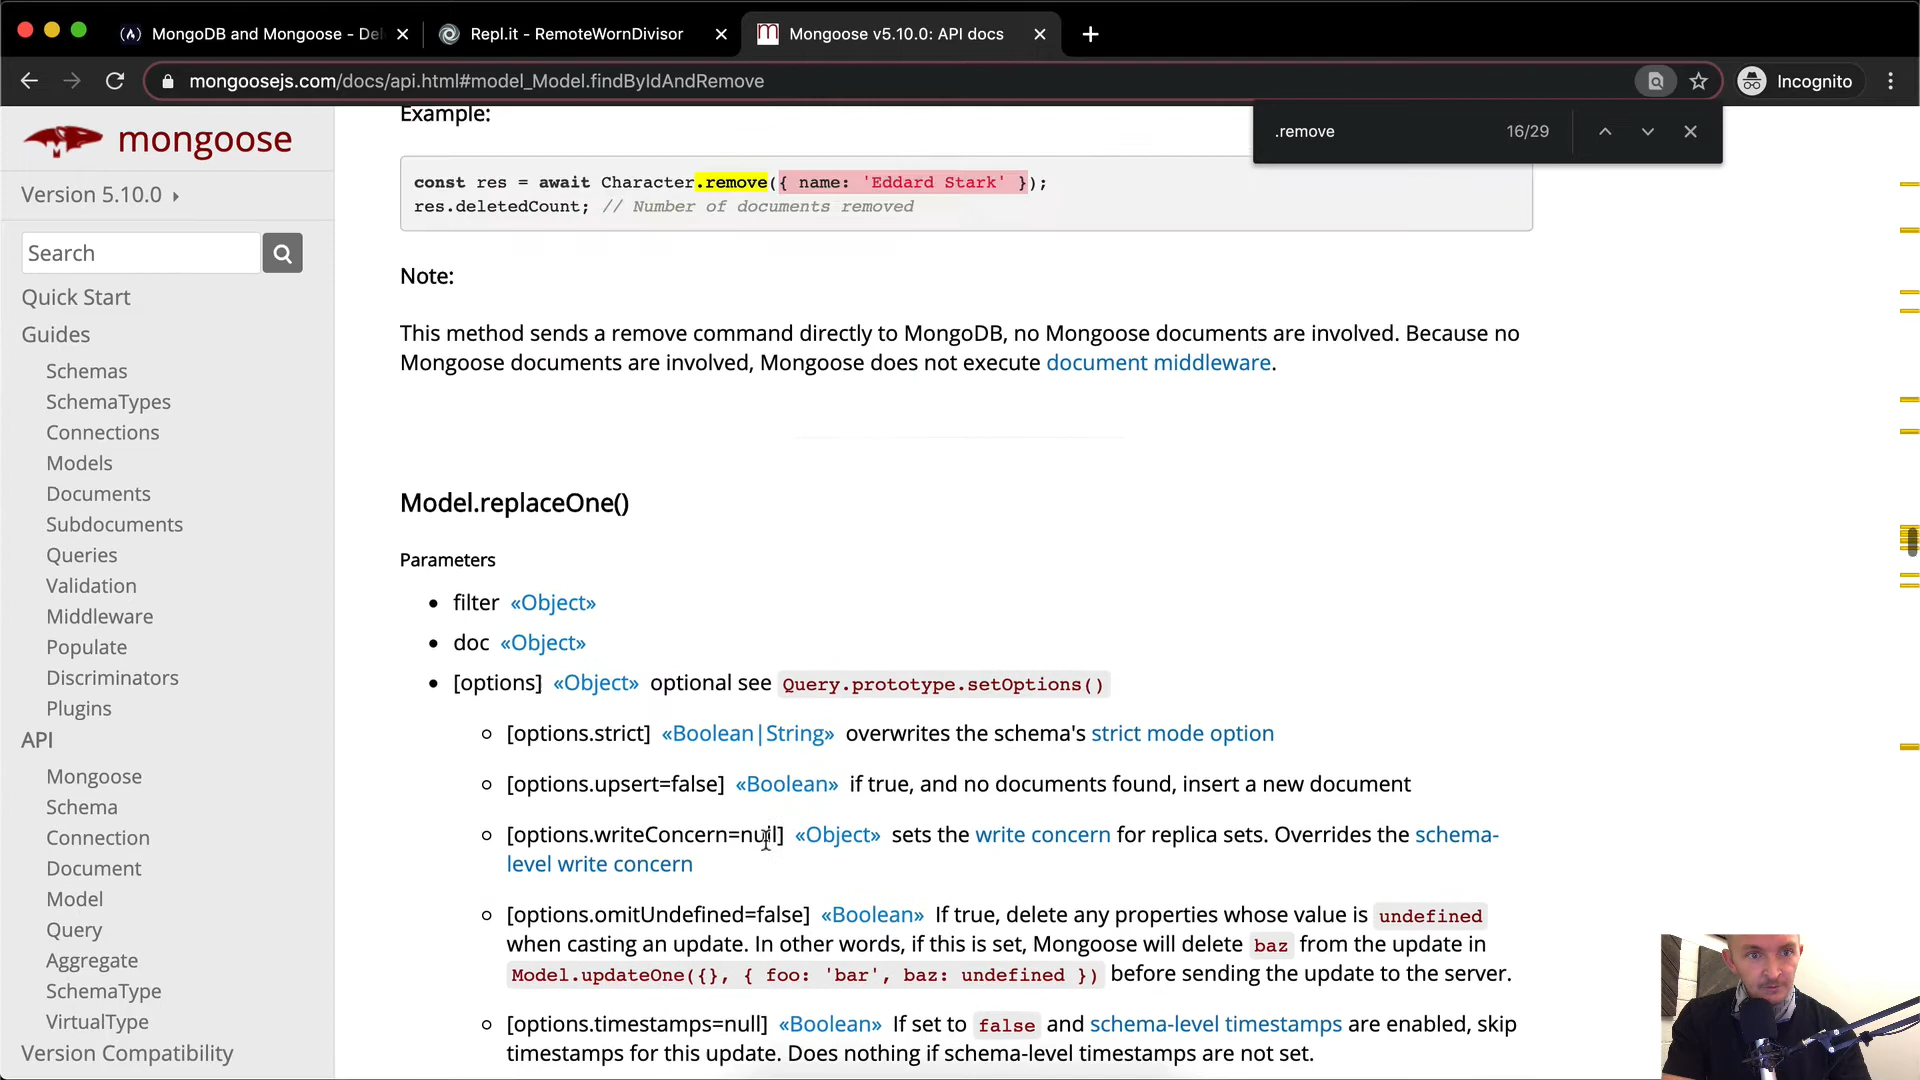 MongoDB and Mongoose - Del
Repl.it - RemoteWornDivisor
Mongoose v5.10.0: API docs
mongoosejs.com/docs/api.html#model_Model.findByIdAndRemove
Incognito
.remove 16/29
mongoose
Version 5.10.0
Search
Quick Start
Guides
Schemas
SchemaTypes
Connections
Models
Documents
Subdocuments
Queries
Validation
Middleware
Populate
Discriminators
Plugins
API
Mongoose
Schema
Connection
Document
Model
Query
Aggregate
SchemaType
VirtualType
Version Compatibility
Example:
const res = await Character.remove({ name: 'Eddard Stark' });
res.deletedCount; // Number of documents removed
Note:
This method sends a remove command directly to MongoDB, no Mongoose documents are involved. Because no
Mongoose documents are involved, Mongoose does not execute document middleware.
Model.replaceOne()
Parameters
• filter «Object»
• doc «Object»
• [options] «Object» optional see Query.prototype.setOptions()
◦ [options.strict] «Boolean|String» overwrites the schema's strict mode option
◦ [options.upsert=false] «Boolean» if true, and no documents found, insert a new document
◦ [options.writeConcern=null] «Object» sets the write concern for replica sets. Overrides the schema-
level write concern
◦ [options.omitUndefined=false] «Boolean» If true, delete any properties whose value is undefined
when casting an update. In other words, if this is set, Mongoose will delete baz from the update in
Model.updateOne({}, { foo: 'bar', baz: undefined }) before sending the update to the server.
◦ [options.timestamps=null] «Boolean» If set to false and schema-level timestamps are enabled, skip
timestamps for this update. Does nothing if schema-level timestamps are not set.